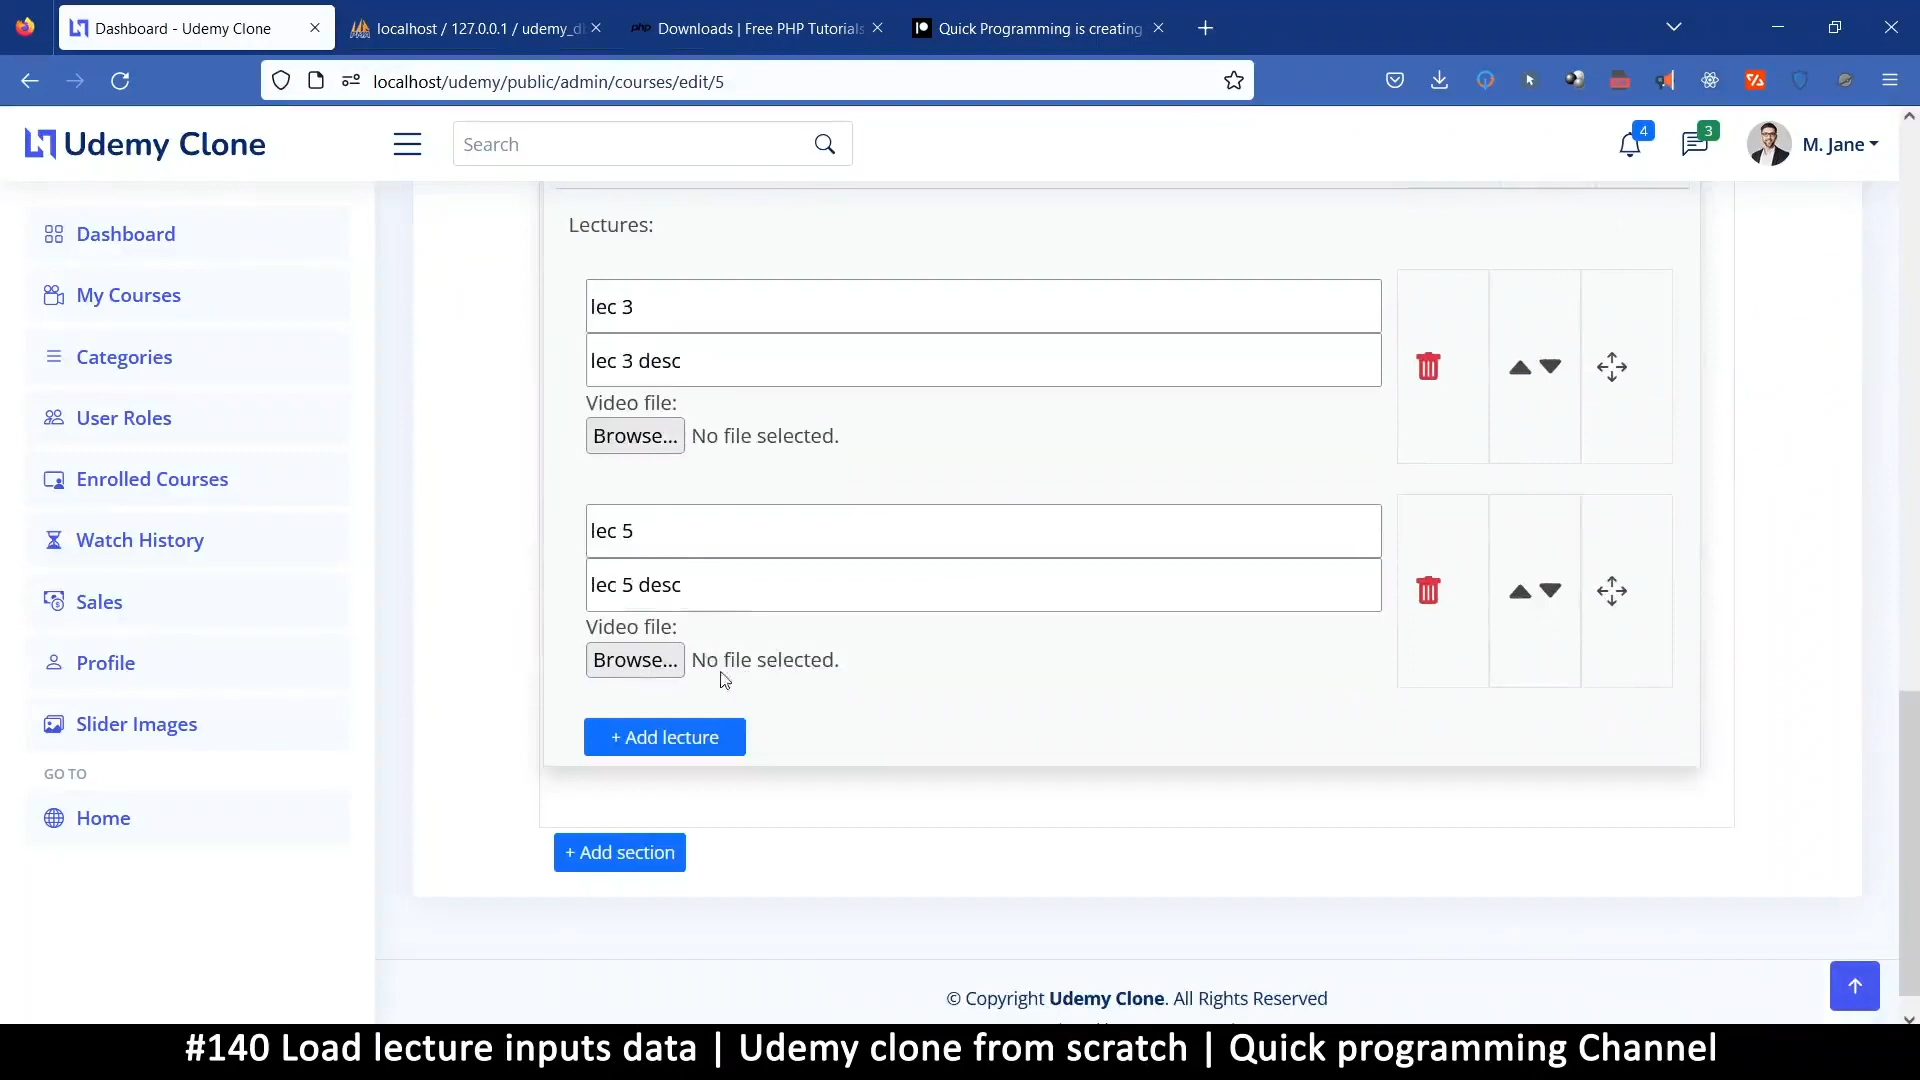 Dashboard - Udemy Clone
localhost / 127.0.0.1 / udemy_d
Downloads | Free PHP Tutorials
Quick Programming is creating
localhost/udemy/public/admin/courses/edit/5
Udemy Clone
Search
4
3
M. Jane
Dashboard
My Courses
Categories
User Roles
Enrolled Courses
Watch History
Sales
Profile
Slider Images
GO TO
Home
Lectures:
lec 3
lec 3 desc
Video file:
Browse... No file selected.
lec 5
lec 5 desc
Video file:
Browse... No file selected.
+ Add lecture
+ Add section
© Copyright Udemy Clone. All Rights Reserved
#140 Load lecture inputs data | Udemy clone from scratch | Quick programming Channel